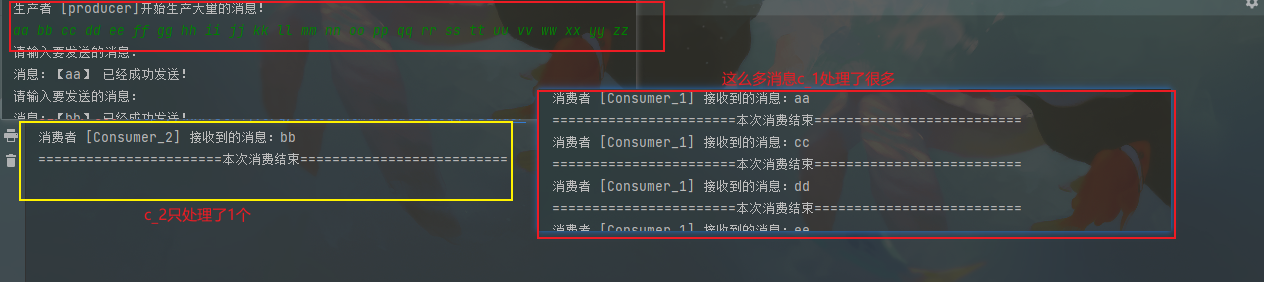 生产者 [producer]开始生产大量的消息!
aa bb cc dd ee ff gg hh ii jj kk ll mm nn oo pp qq rr ss tt uu vv ww xx yy zz
请输入要发送的消息:
消息:【aa】 已经成功发送!
请输入要发送的消息:
消息:【bb】 已经成功发送!
消费者 [Consumer_2] 接收到的消息: bb
=======================本次消费结束==========================
c_2只处理了1个
这么多消息c_1处理了很多
消费者 [Consumer_1] 接收到的消息: aa
=======================本次消费结束==========================
消费者 [Consumer_1] 接收到的消息: cc
=======================本次消费结束==========================
消费者 [Consumer_1] 接收到的消息: dd
=======================本次消费结束==========================
消费者 [Consumer_1] 接收到的消息: ee